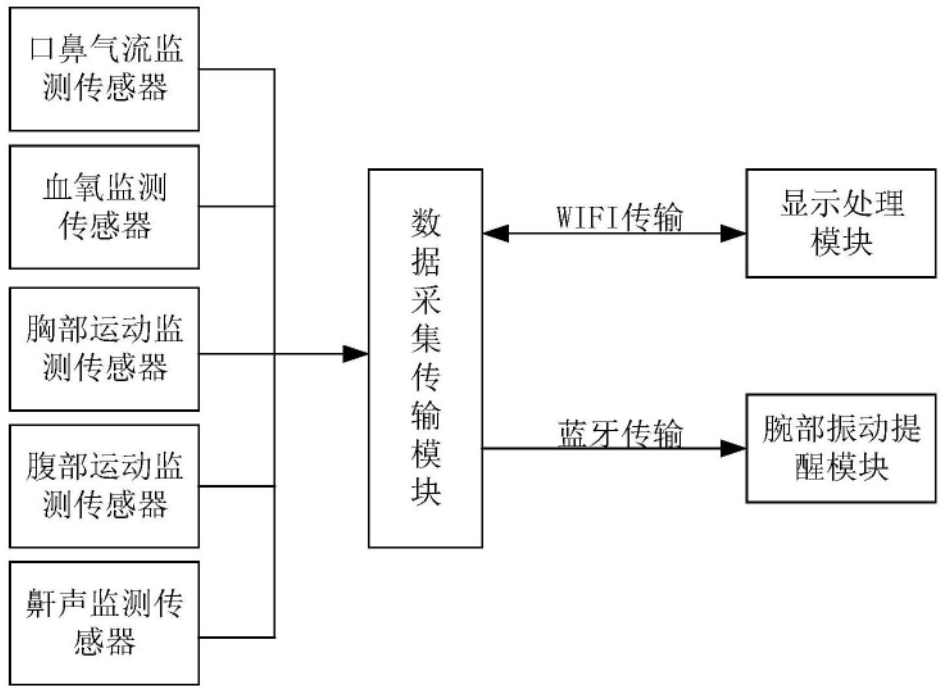 口鼻气流监
测传感器
血氧监测
传感器
胸部运动监
测传感器
腹部运动监
测传感器
鼾声监测传
感器
数据采集传输模块
WIFI传输
蓝牙传输
显示处理
模块
腕部振动提
醒模块